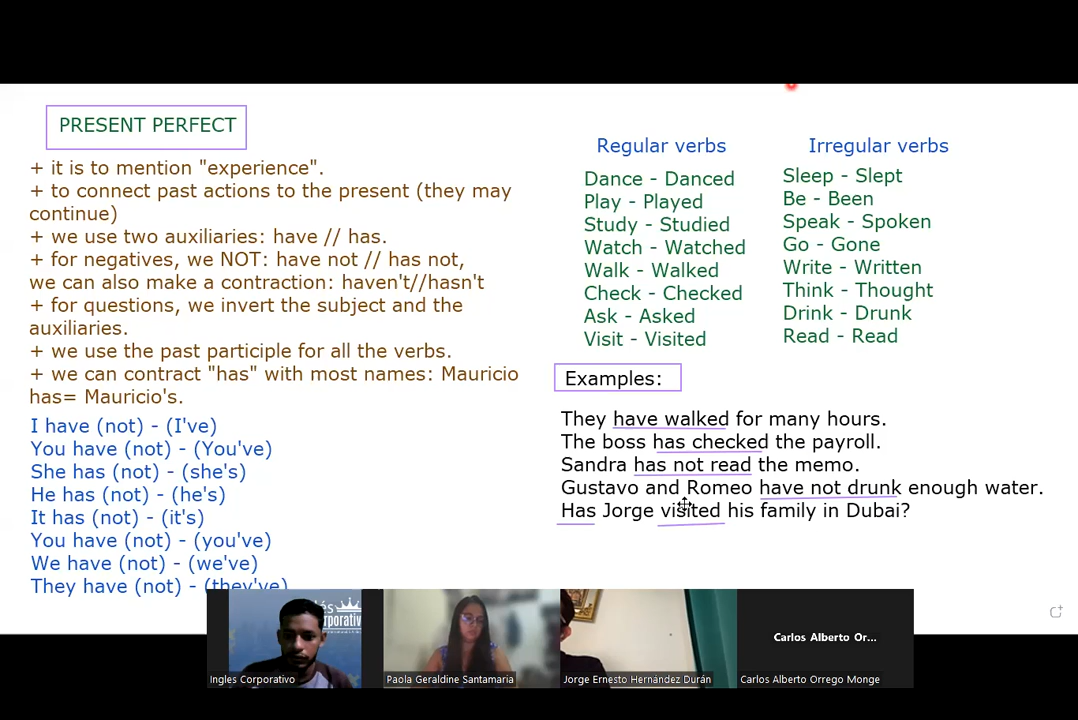 PRESENT PERFECT
+ it is to mention "experience".
+ to connect past actions to the present (they may
continue)
+ we use two auxiliaries: have // has.
+ for negatives, we NOT: have not // has not,
we can also make a contraction: haven't//hasn't
+ for questions, we invert the subject and the
auxiliaries.
+ we use the past participle for all the verbs.
+ we can contract "has" with most names: Mauricio
has= Mauricio's.
I have (not) - (I've)
You have (not) - (You've)
She has (not) - (she's)
He has (not) - (he's)
It has (not) - (it's)
You have (not) - (you've)
We have (not) - (we've)
They have (not) - (they've)
Regular verbs
Dance - Danced
Play - Played
Study - Studied
Watch - Watched
Walk - Walked
Check - Checked
Ask - Asked
Visit - Visited
Irregular verbs
Sleep - Slept
Be - Been
Speak - Spoken
Go - Gone
Write - Written
Think - Thought
Drink - Drunk
Read - Read
Examples:
They have walked for many hours.
The boss has checked the payroll.
Sandra has not read the memo.
Gustavo and Romeo have not drunk enough water.
Has Jorge visited his family in Dubai?
Ingles Corporativo
Paola Geraldine Santamaria
Jorge Ernesto Hernández Durán
Carlos Alberto Or...
Carlos Alberto Orrego Monge